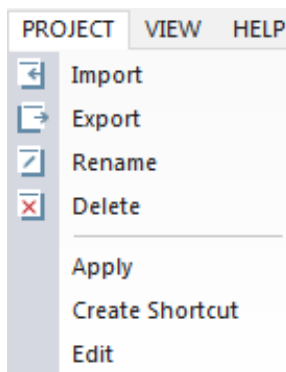 PROJECT VIEW HELP
Import
Export
Rename
Delete
Apply
Create Shortcut
Edit